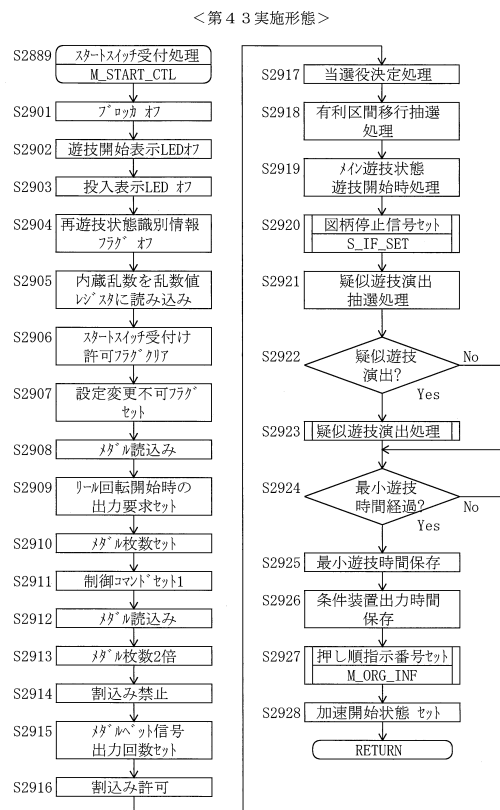 ＜第４３実施形態＞
S2889
ｽﾀｰﾄｽｲｯﾁ受付処理
M_START_CTL
S2901
ﾌﾞﾛｯｶ ｵﾌ
S2902
遊技開始表示LEDｵﾌ
S2903
投入表示LED ｵﾌ
S2904
再遊技状態識別情報
ﾌﾗｸﾞ ｵﾌ
S2905
内蔵乱数を乱数値
ﾚｼﾞｽﾀに読み込み
S2906
ｽﾀｰﾄｽｲｯﾁ受付け
許可ﾌﾗｸﾞｸﾘｱ
S2907
設定変更不可ﾌﾗｸﾞ
ｾｯﾄ
S2908
ﾒﾀﾞﾙ読込み
S2909
ﾘｰﾙ回転開始時の
出力要求ｾｯﾄ
S2910
ﾒﾀﾞﾙ枚数ｾｯﾄ
S2911
制御ｺﾏﾝﾄﾞｾｯﾄ1
S2912
ﾒﾀﾞﾙ読込み
S2913
ﾒﾀﾞﾙ枚数2倍
S2914
割込み禁止
S2915
ﾒﾀﾞﾙﾍﾞｯﾄ信号
出力回数ｾｯﾄ
S2916
割込み許可
S2917
当選役決定処理
S2918
有利区間移行抽選
処理
S2919
ﾒｲﾝ遊技状態
遊技開始時処理
S2920
図柄停止信号ｾｯﾄ
S_IF_SET
S2921
疑似遊技演出
抽選処理
S2922
疑似遊技
演出?
No
Yes
S2923
疑似遊技演出処理
S2924
最小遊技
時間経過?
No
Yes
S2925
最小遊技時間保存
S2926
条件装置出力時間
保存
S2927
押し順指示番号ｾｯﾄ
M_ORG_INF
S2928
加速開始状態 ｾｯﾄ
RETURN